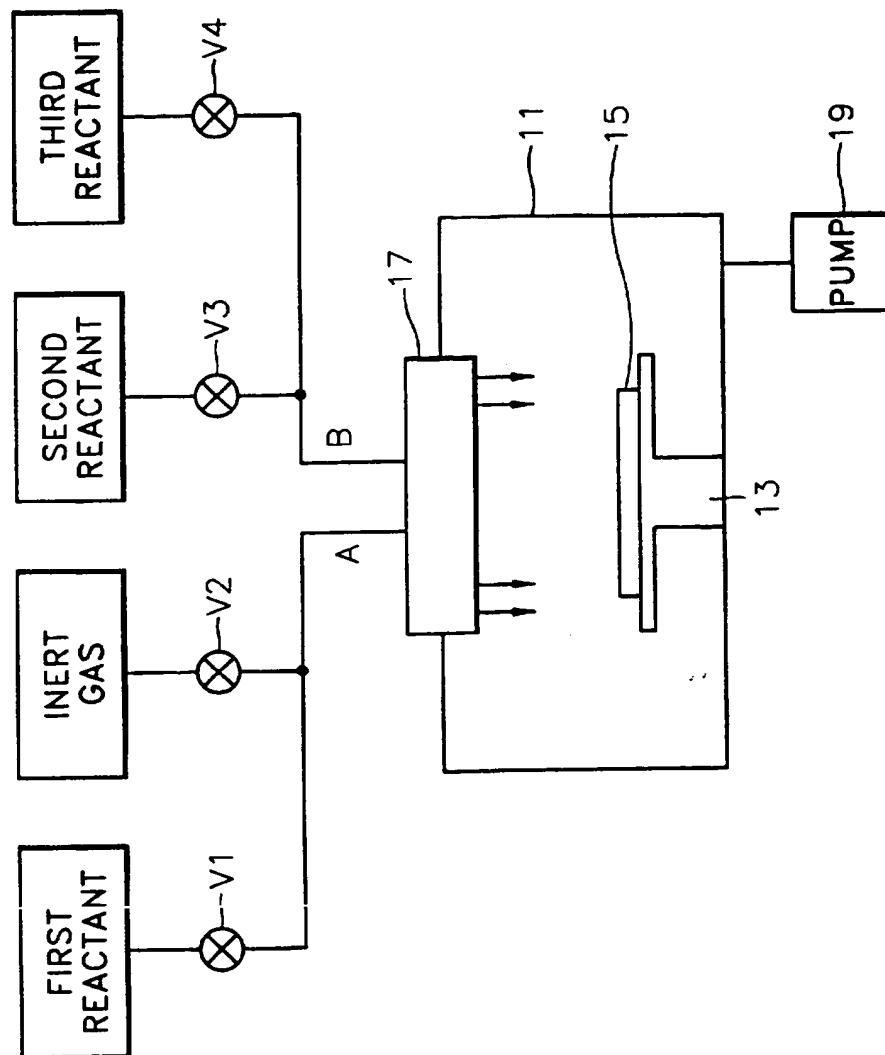 FIRST
REACTANT
INERT
GAS
SECOND
REACTANT
THIRD
REACTANT
V1
V2
V3
V4
A
B
17
11
15
13
PUMP
19